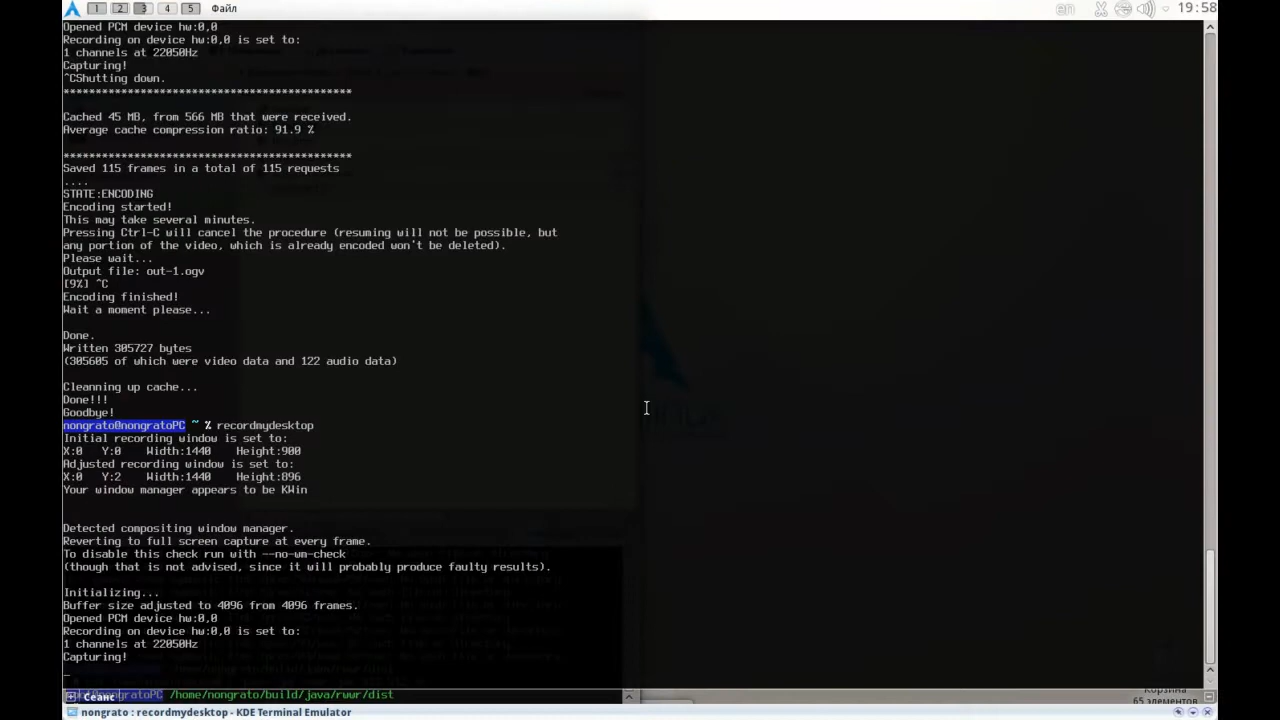 1 2 3 4 5 Файл en 19:58
Opened PCM device hw:0,0
Recording on device hw:0,0 is set to:
1 channels at 22050Hz
Capturing!
^CShutting down.
*********************************************
Cached 45 MB, from 566 MB that were received.
Average cache compression ratio: 91.9 %
*********************************************
Saved 115 frames in a total of 115 requests
....
STATE:ENCODING
Encoding started!
This may take several minutes.
Pressing Ctrl-C will cancel the procedure (resuming will not be possible, but
any portion of the video, which is already encoded won't be deleted).
Please wait...
Output file: out-1.ogv
[9%] ^C
Encoding finished!
Wait a moment please...
Done.
Written 305727 bytes
(305605 of which were video data and 122 audio data)
Cleanning up cache...
Done!!!
Goodbye!
nongrato@nongratoPC ~ % recordmydesktop
Initial recording window is set to:
X:0 Y:0 Width:1440 Height:900
Adjusted recording window is set to:
X:0 Y:2 Width:1440 Height:896
Your window manager appears to be KWin
Detected compositing window manager.
Reverting to full screen capture at every frame.
To disable this check run with --no-wm-check
(though that is not advised, since it will probably produce faulty results).
Initializing...
Buffer size adjusted to 4096 from 4096 frames.
Opened PCM device hw:0,0
Recording on device hw:0,0 is set to:
1 channels at 22050Hz
Capturing!
Сеанс /home/nongrato/build/java/rwwr/dist
Корзина
65 элементов
nongrato : recordmydesktop - KDE Terminal Emulator